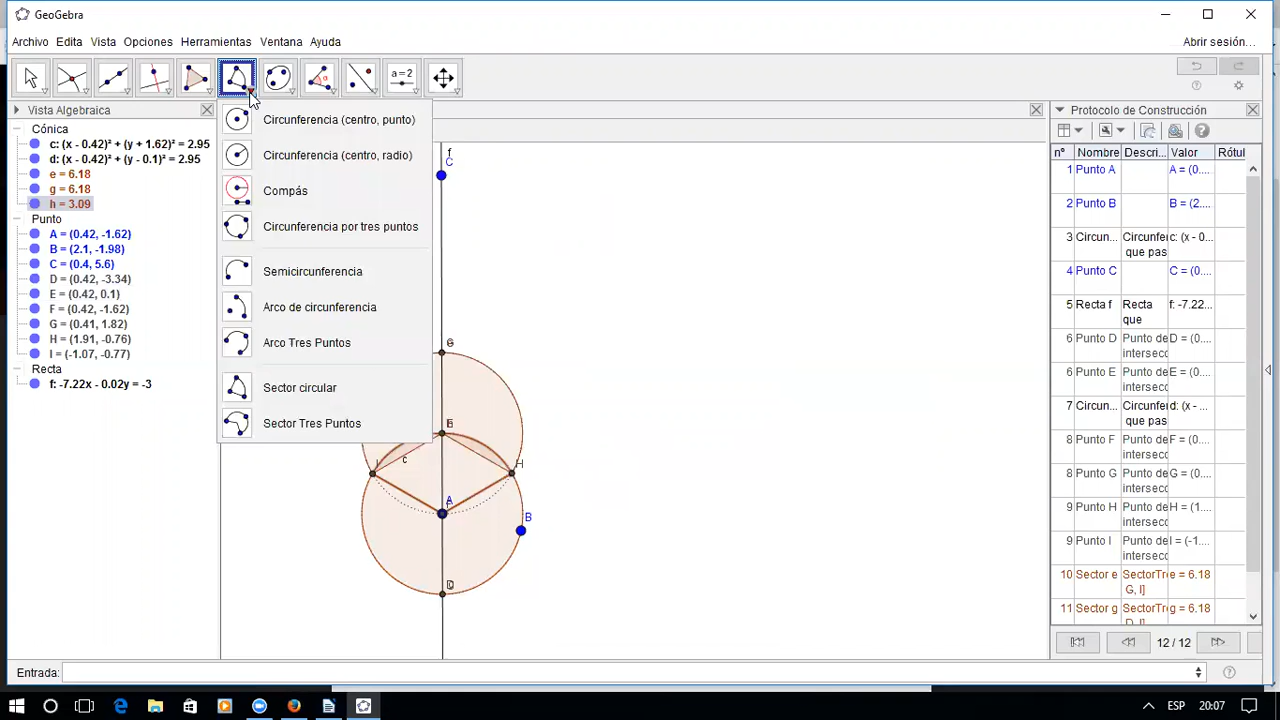 GeoGebra
Archivo Edita Vista Opciones Herramientas Ventana Ayuda
Abrir sesión...
a=2
Vista Algebraica
Cónica
c: (x - 0.42)² + (y + 1.62)² = 2.95
d: (x - 0.42)² + (y - 0.1)² = 2.95
e = 6.18
g = 6.18
h = 3.09
Punto
A = (0.42, -1.62)
B = (2.1, -1.98)
C = (0.4, 5.6)
D = (0.42, -3.34)
E = (0.42, 0.1)
F = (0.42, -1.62)
G = (0.41, 1.82)
H = (1.91, -0.76)
I = (-1.07, -0.77)
Recta
f: -7.22x - 0.02y = -3
Circunferencia (centro, punto)
Circunferencia (centro, radio)
Compás
Circunferencia por tres puntos
Semicircunferencia
Arco de circunferencia
Arco Tres Puntos
Sector circular
Sector Tres Puntos
f
C
G
E
c
H
A
B
D
Protocolo de Construcción
nº Nombre Descri... Valor Rótul
1 Punto A A = (0....
2 Punto B B = (2....
3 Circun... Circunfer c: (x - 0...
que pas
4 Punto C C = (0....
5 Recta f Recta f: -7.22...
que
6 Punto D Punto de D = (0....
intersecc
6 Punto E Punto de E = (0....
intersecc
7 Circun... Circunfer d: (x - ...
que pas
8 Punto F Punto de F = (0....
intersecc
8 Punto G Punto de G = (0....
intersecc
9 Punto H Punto de H = (1....
intersecc
9 Punto I Punto de I = (-1....
intersecc
10 Sector e SectorTr e = 6.18
G, I]
11 Sector g SectorTr g = 6.18
12 / 12
Entrada:
ESP 20:07